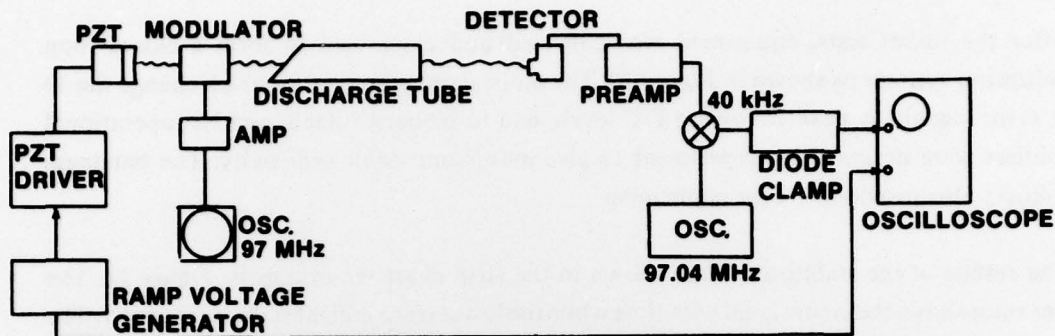 PZT
MODULATOR
DETECTOR
DISCHARGE TUBE
PREAMP
40 kHz
AMP
PZT
DRIVER
DIODE
CLAMP
OSCILLOSCOPE
OSC.
97 MHz
OSC.
97.04 MHz
RAMP VOLTAGE
GENERATOR